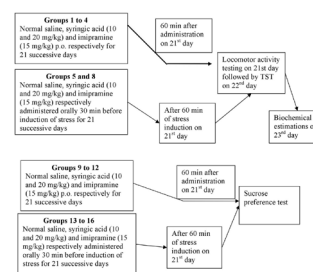 Groups 1 to 4
Normal saline, syringic acid (10
and 20 mg/kg) and imipramine
(15 mg/kg) p.o. respectively for
21 successive days
60 min after
administration
on 21st day
Locomotor activity
testing on 21st day
followed by TST
on 22nd day
Groups 5 and 8
Normal saline, syringic acid (10
and 20 mg/kg) and imipramine
(15 mg/kg) respectively
administered orally 30 min before
induction of stress for 21
successive days
After 60 min
of stress
induction on
21st day
Biochemical
estimations o
23rd day
Groups 9 to 12
Normal saline, syringic acid (10
and 20 mg/kg) and imipramine
(15 mg/kg) p.o. respectively for
21 successive days
60 min after
administration
on 21st day
Sucrose
preference test
Groups 13 to 16
Normal saline, syringic acid (10
and 20 mg/kg) and imipramine (15
mg/kg) respectively administered
orally 30 min before induction of
stress for 21 successive days
After 60 min
of stress
induction on
21st day